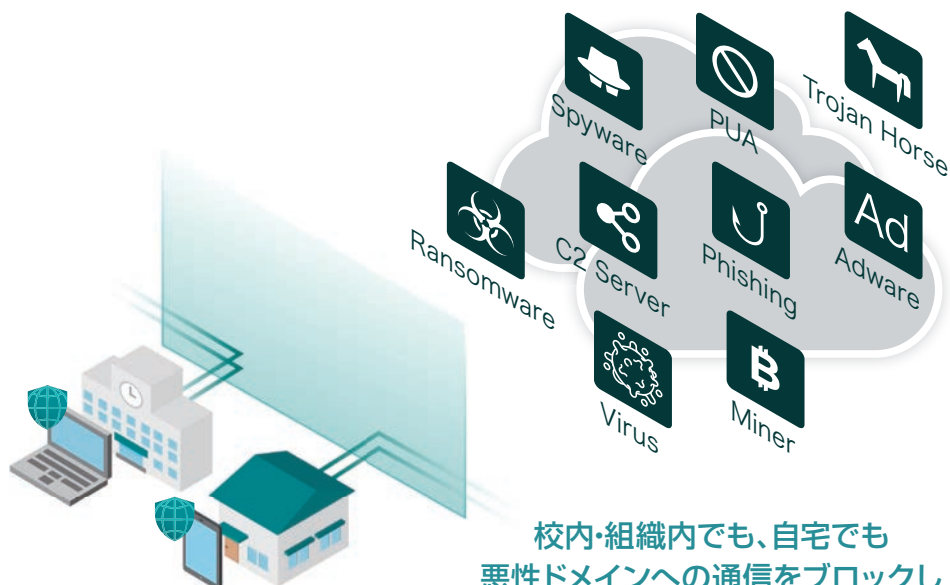 Spyware
PUA
Trojan Horse
Ransomware
C2 Server
Phishing
Ad
Adware
Virus
Miner
校内・組織内でも、自宅でも
悪性ドメインへの通信をブロックし